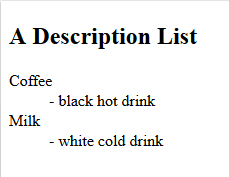 A Description List
Coffee
- black hot drink
Milk
- white cold drink